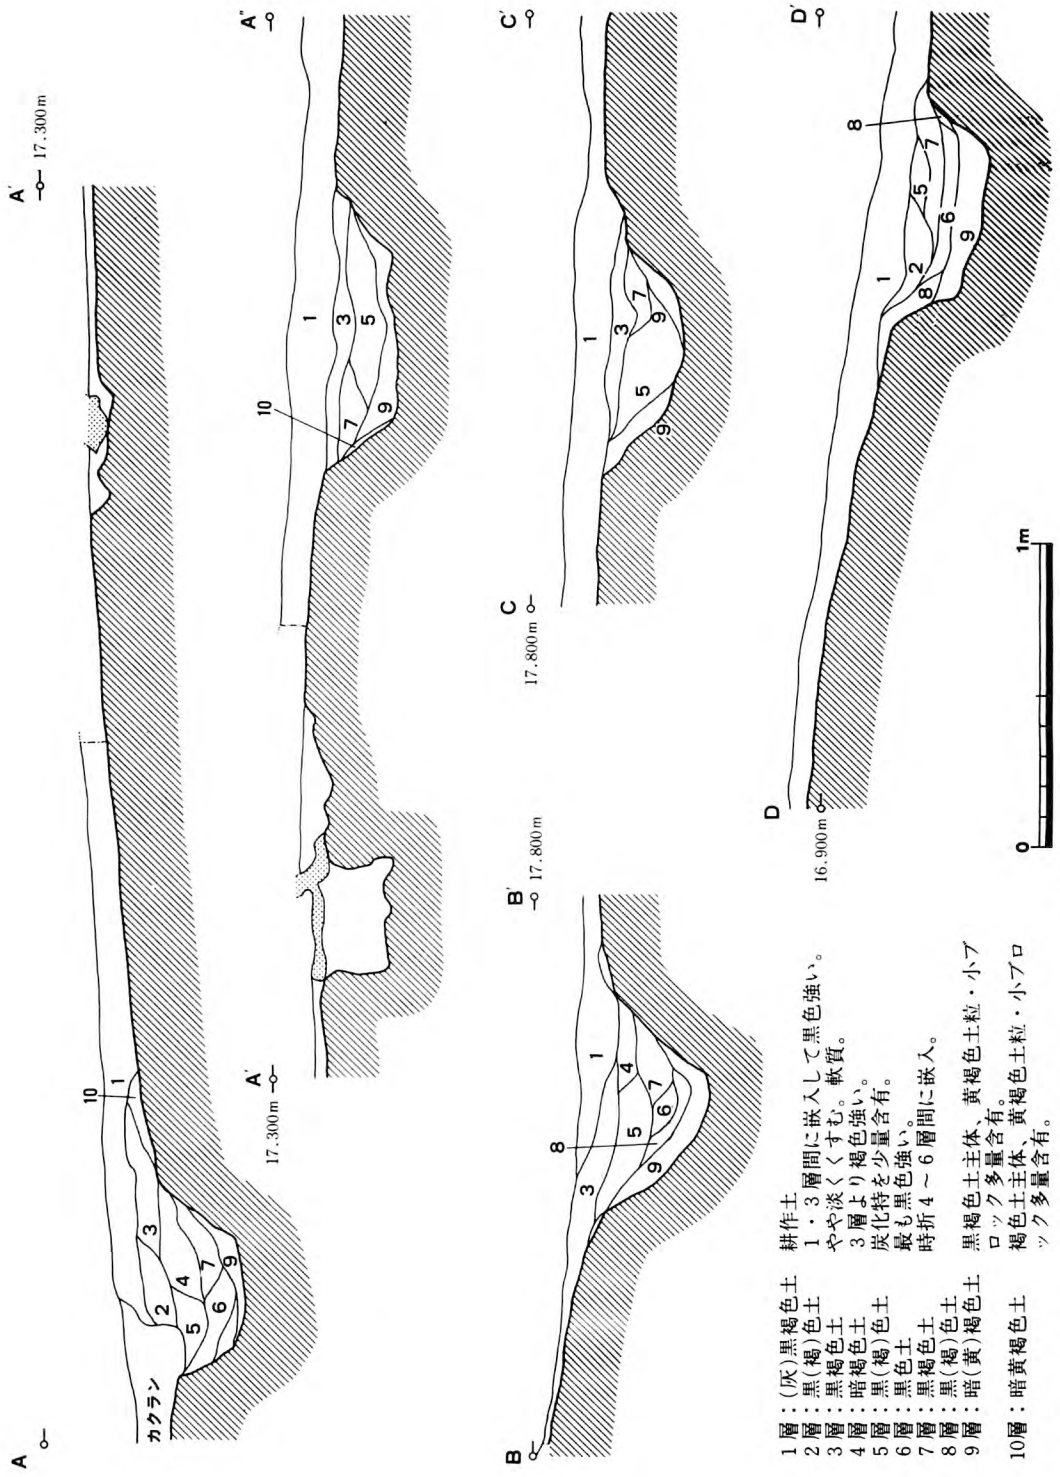 A
A'
17.300m
カクラン
2
3
10
1
5
4
6
7
9
A'
17.300m
A"
10
1
7
3
5
9
B
B'
17.800m
3
8
1
5
4
9
6
7
C
17.800m
C'
1
9
5
3
9
7
D
16.900m
D'
1
8
2
5
7
8
6
9
0
1m
1層：(灰)黒褐色土 耕作土
2層：黒(褐)色土 1・3層間に嵌入して黒色強い。
3層：黒褐色土 やや淡くくすむ。軟質。
4層：暗褐色土 3層より褐色強い。
5層：黒(褐)色土 炭化特を少量含有。
6層：黒色土 最も黒色強い。
7層：黒褐色土 時折4～6層間に嵌入。
8層：黒(褐)色土
9層：暗(黄)褐色土 黒褐色土主体、黄褐色土粒・小ブ
ロック多量含有。
10層：暗黄褐色土 褐色土主体、黄褐色土粒・小ブロ
ック多量含有。